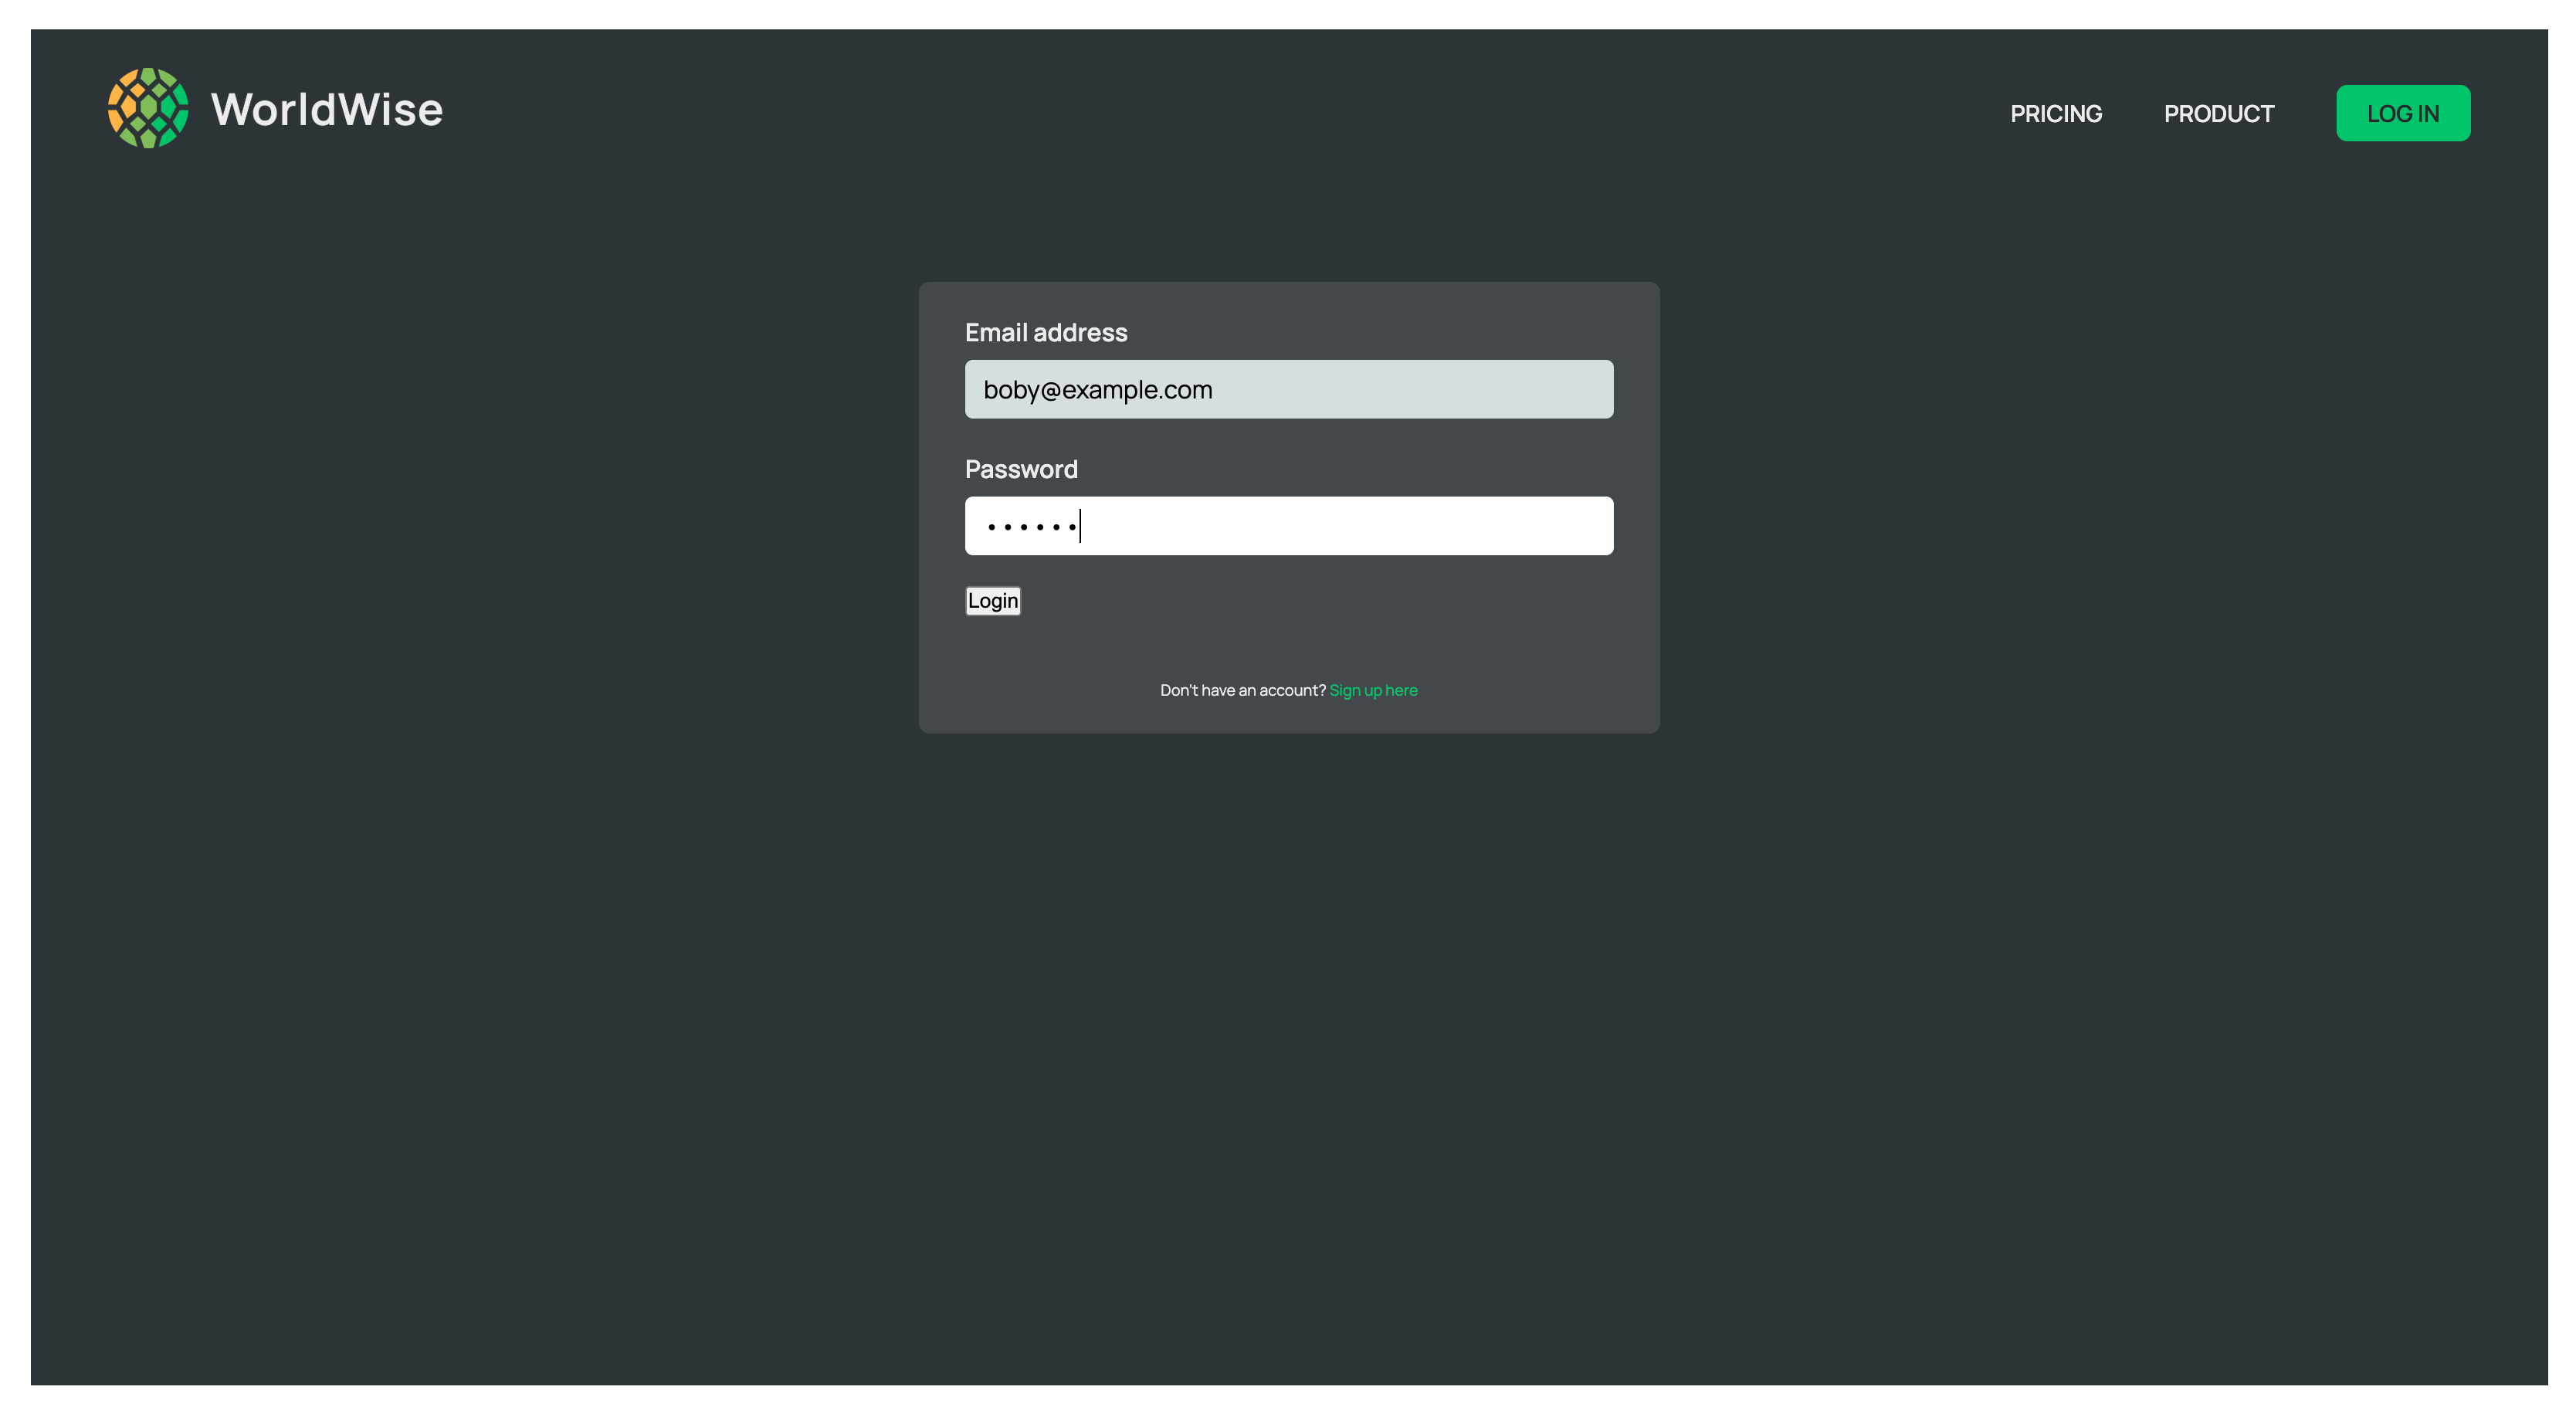 WorldWise
PRICING PRODUCT LOG IN
Email address
boby@example.com
Password
••••••
Login
Don't have an account? Sign up here